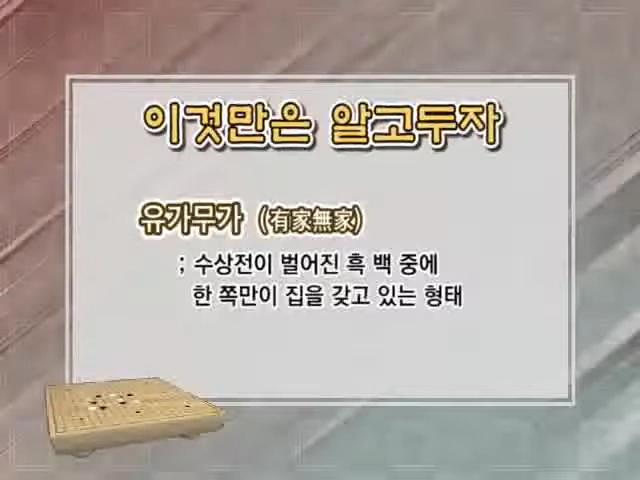 이것만은 알고두자
유가무가 (有家無家)
; 수상전이 벌어진 흑 백 중에
한 쪽만이 집을 갖고 있는 형태